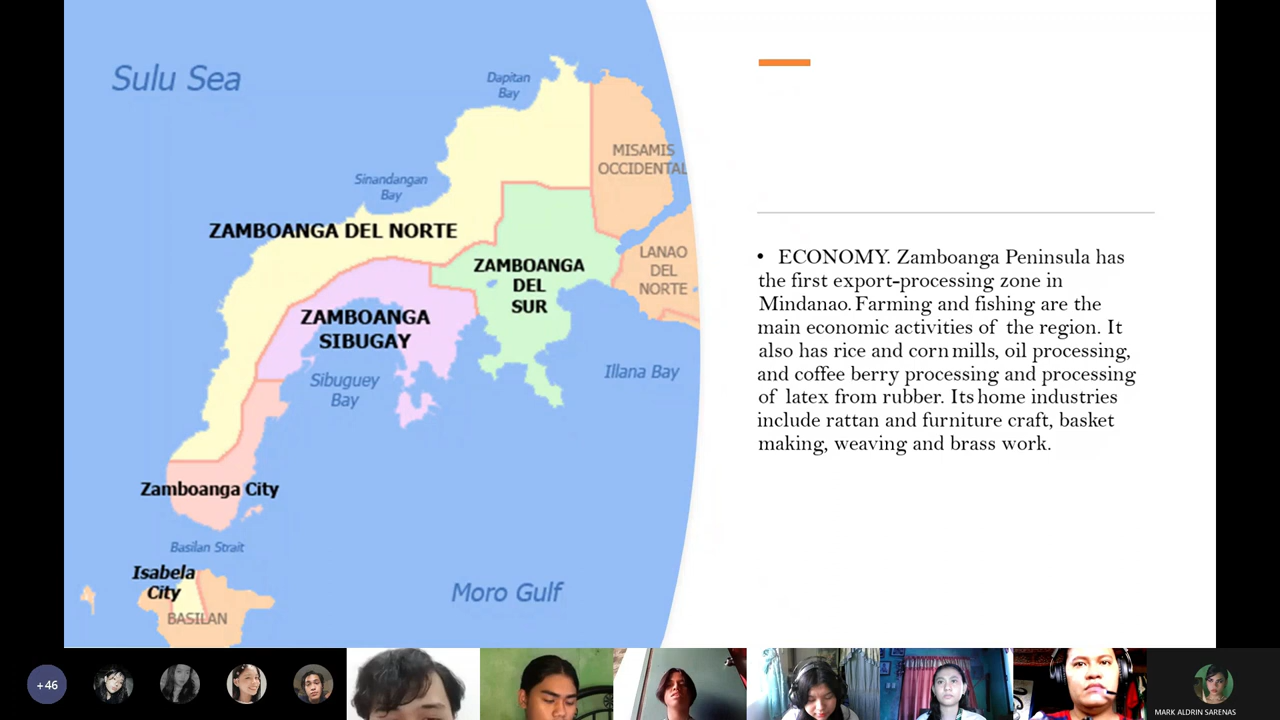 Sulu Sea
Dapitan
Bay
MISAMIS
OCCIDENTAL
Sinandangan
Bay
ZAMBOANGA DEL NORTE
ZAMBOANGA
DEL
SUR
LANAO
DEL
NORTE
ZAMBOANGA
SIBUGAY
Sibuguey
Bay
Illana Bay
Zamboanga City
Basilan Strait
Isabela
City
BASILAN
Moro Gulf
• ECONOMY. Zamboanga Peninsula has
the first export-processing zone in
Mindanao. Farming and fishing are the
main economic activities of the region. It
also has rice and corn mills, oil processing,
and coffee berry processing and processing
of latex from rubber. Its home industries
include rattan and furniture craft, basket
making, weaving and brass work.
+46
MARK ALDRIN SARENAS